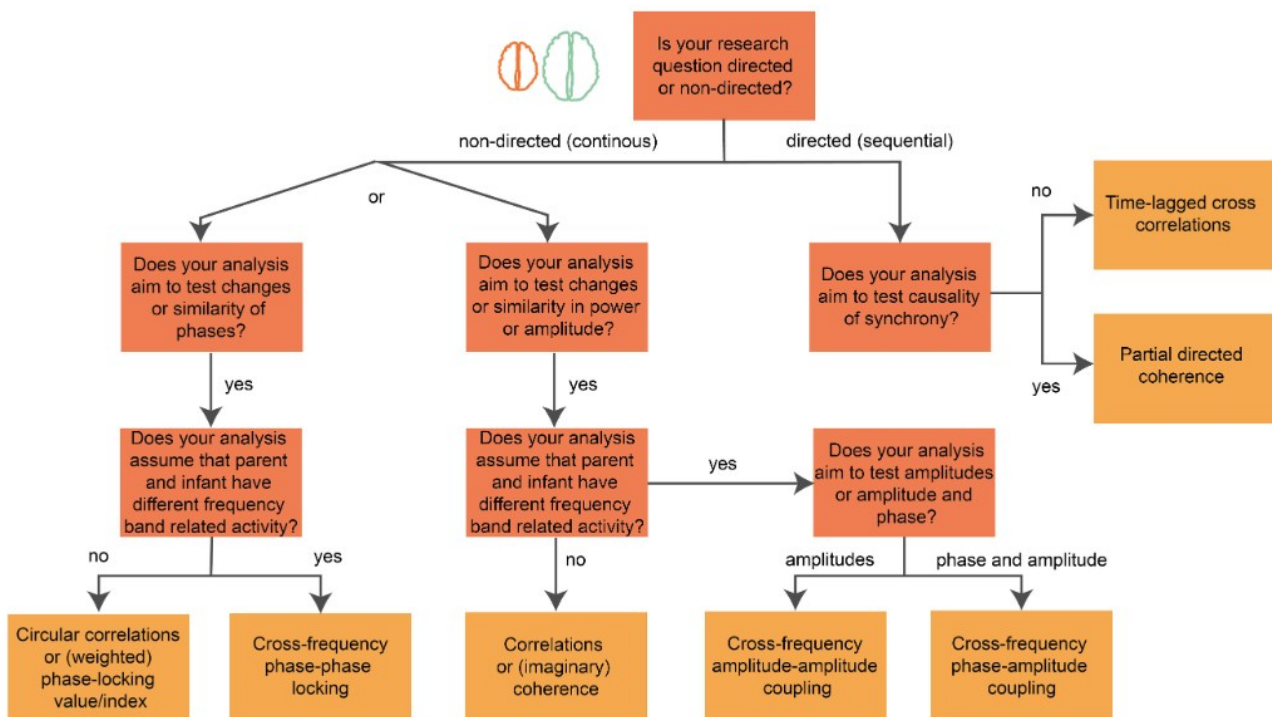 Is your research
question directed
or non-directed?
non-directed (continous)
directed (sequential)
or
no
Time-lagged cross
correlations
Does your analysis
aim to test changes
or similarity of
phases?
Does your analysis
aim to test changes
or similarity in power
or amplitude?
Does your analysis
aim to test causality
of synchrony?
yes
Partial directed
coherence
yes
yes
Does your analysis
assume that parent
and infant have
different frequency
band related activity?
Does your analysis
assume that parent
and infant have
different frequency
band related activity?
yes
Does your analysis
aim to test amplitudes
or amplitude and
phase?
no
yes
no
amplitudes
phase and amplitude
Circular correlations
or (weighted)
phase-locking
value/index
Cross-frequency
phase-phase
locking
Correlations
or (imaginary)
coherence
Cross-frequency
amplitude-amplitude
coupling
Cross-frequency
phase-amplitude
coupling